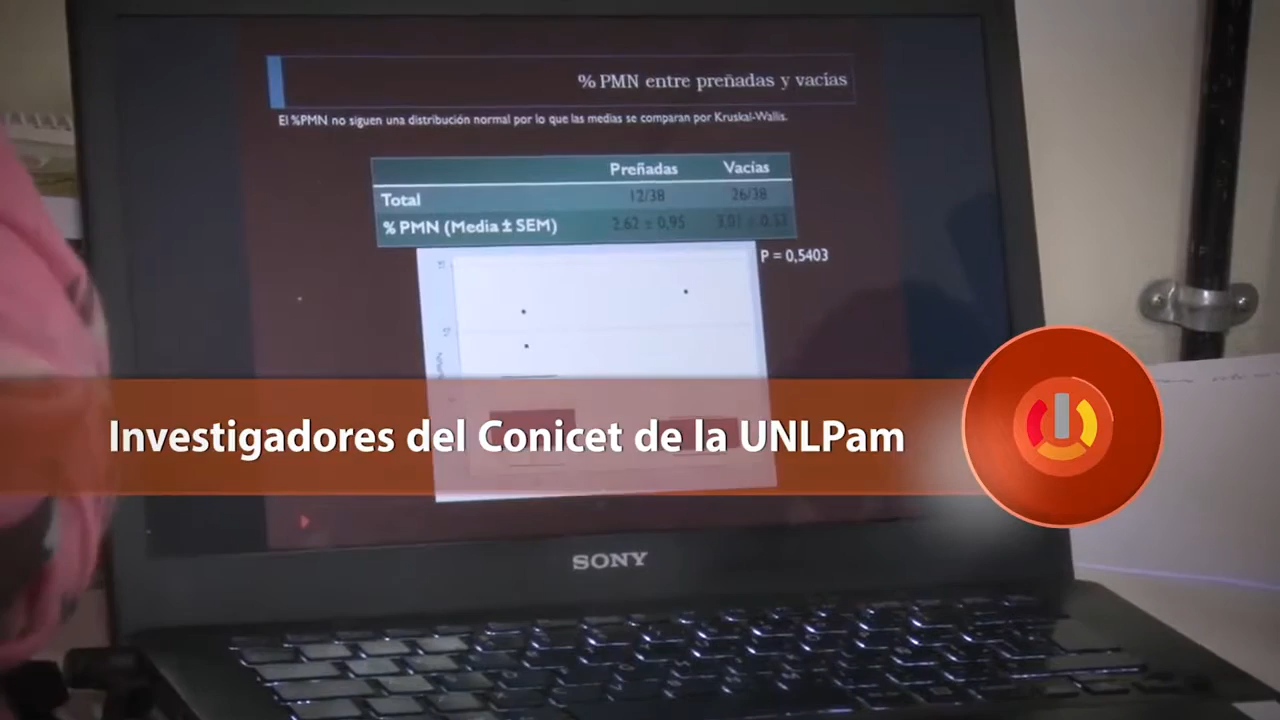 % PMN entre preñadas y vacías
El %PMN no siguen una distribución normal por lo que las medias se comparan por Kruskal-Wallis.
Preñadas Vacías
Total 12/38 26/38
% PMN (Media ± SEM) 2.62 ± 0,95
P = 0,5403
Investigadores del Conicet de la UNLPam
SONY